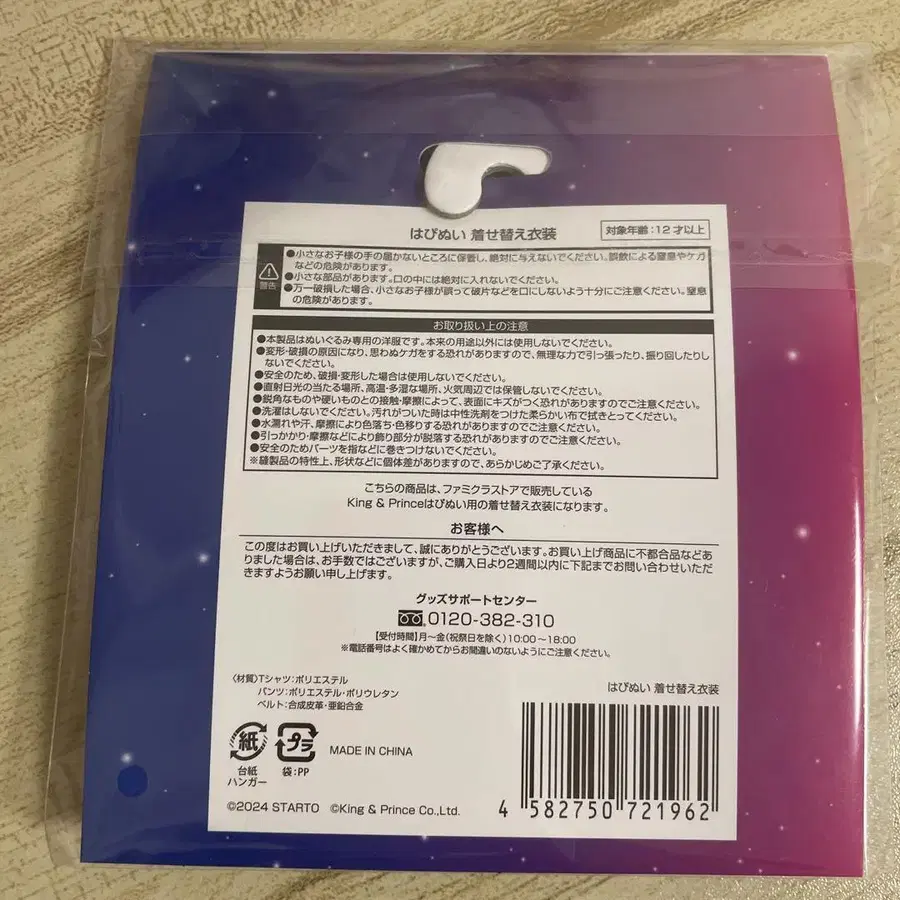 はぴぬい 着せ替え衣装
対象年齢:12才以上
警告
●小さなお子様の手の届かないところに保管し、絶対に与えないでください。誤飲による窒息やケガ
などの危険があります。
●小さな部品があります。口の中には絶対に入れないでください。
●万一破損した場合、小さなお子様が誤って破片などを口にしないよう十分にご注意ください。窒息
の危険があります。
お取り扱い上の注意
●本製品はぬいぐるみ専用の洋服です。本来の用途以外には使用しないでください。
●変形・破損の原因になり、思わぬケガをする恐れがありますので、無理な力で引っ張ったり、振り回したりし
ないでください。
●安全のため、破損・変形した場合は使用しないでください。
●直射日光の当たる場所、高温・多湿な場所、火気周辺では保管しないでください。
●鋭角なものや硬いものとの接触・摩擦によって、表面にキズがつく恐れがありますのでご注意ください。
●洗濯はしないでください。汚れがついた時は中性洗剤をつけた柔らかい布で拭きとってください。
●水濡れや汗、摩擦により色落ち・色移りする恐れがありますのでご注意ください。
●引っかかり・摩擦などにより飾り部分が脱落する恐れがありますのでご注意ください。
●安全のためパーツを指などに巻きつけないでください。
※縫製品の特性上、形状などに個体差がありますので、あらかじめご了承ください。
こちらの商品は、ファミクラストアで販売している
King & Princeはぴぬい用の着せ替え衣装になります。
お客様へ
この度はお買い上げいただきまして、誠にありがとうございます。お買い上げ商品に不都合品などあ
りました場合は、お手数ではございますが、ご購入日より2週間以内に下記までお問い合わせいただ
きますようお願い申し上げます。
グッズサポートセンター
0120-382-310
【受付時間】月～金(祝祭日を除く)10:00～18:00
※電話番号はよく確かめてからお間違いのないようにご注意ください。
〈材質〉Tシャツ:ポリエステル
パンツ:ポリエステル・ポリウレタン
ベルト:合成皮革・亜鉛合金
はぴぬい 着せ替え衣装
紙
プラ
MADE IN CHINA
台紙
ハンガー
袋:PP
©2024 STARTO ©King & Prince Co.,Ltd.
4 582750 721962